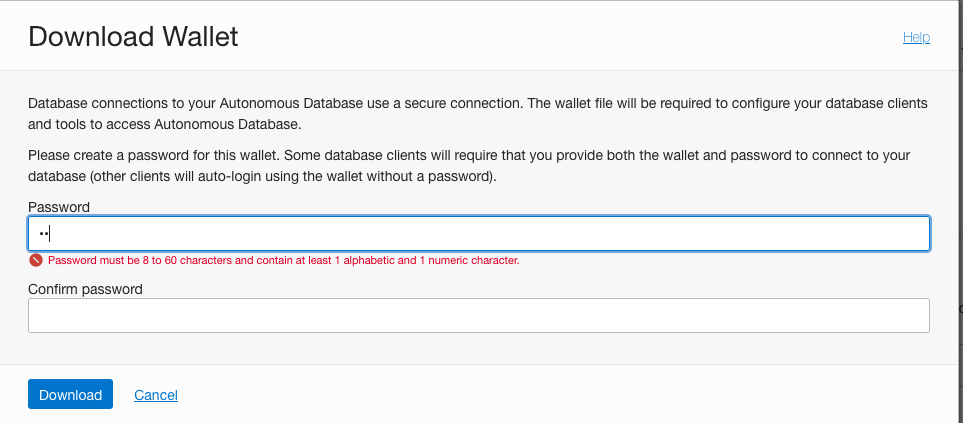 Download Wallet
Help
Database connections to your Autonomous Database use a secure connection. The wallet file will be required to configure your database clients
and tools to access Autonomous Database.
Please create a password for this wallet. Some database clients will require that you provide both the wallet and password to connect to your
database (other clients will auto-login using the wallet without a password).
Password
••
Password must be 8 to 60 characters and contain at least 1 alphabetic and 1 numeric character.
Confirm password
Download
Cancel